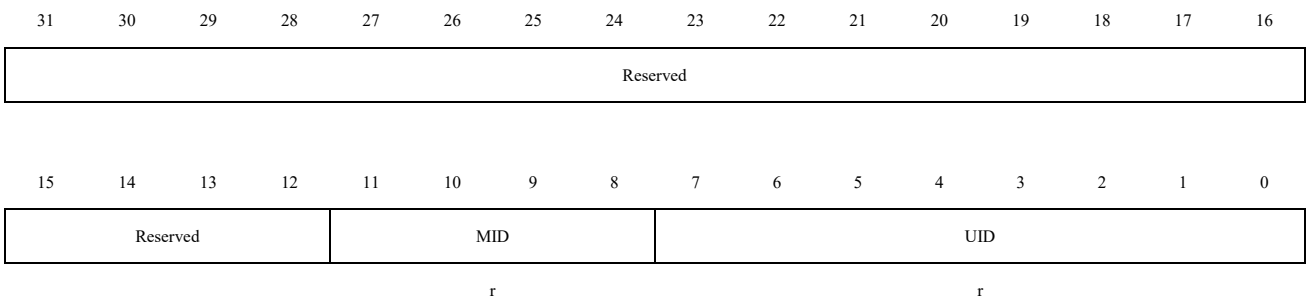 31 30 29 28 27 26 25 24 23 22 21 20 19 18 17 16
Reserved
15 14 13 12 11 10 9 8 7 6 5 4 3 2 1 0
Reserved MID UID
r r